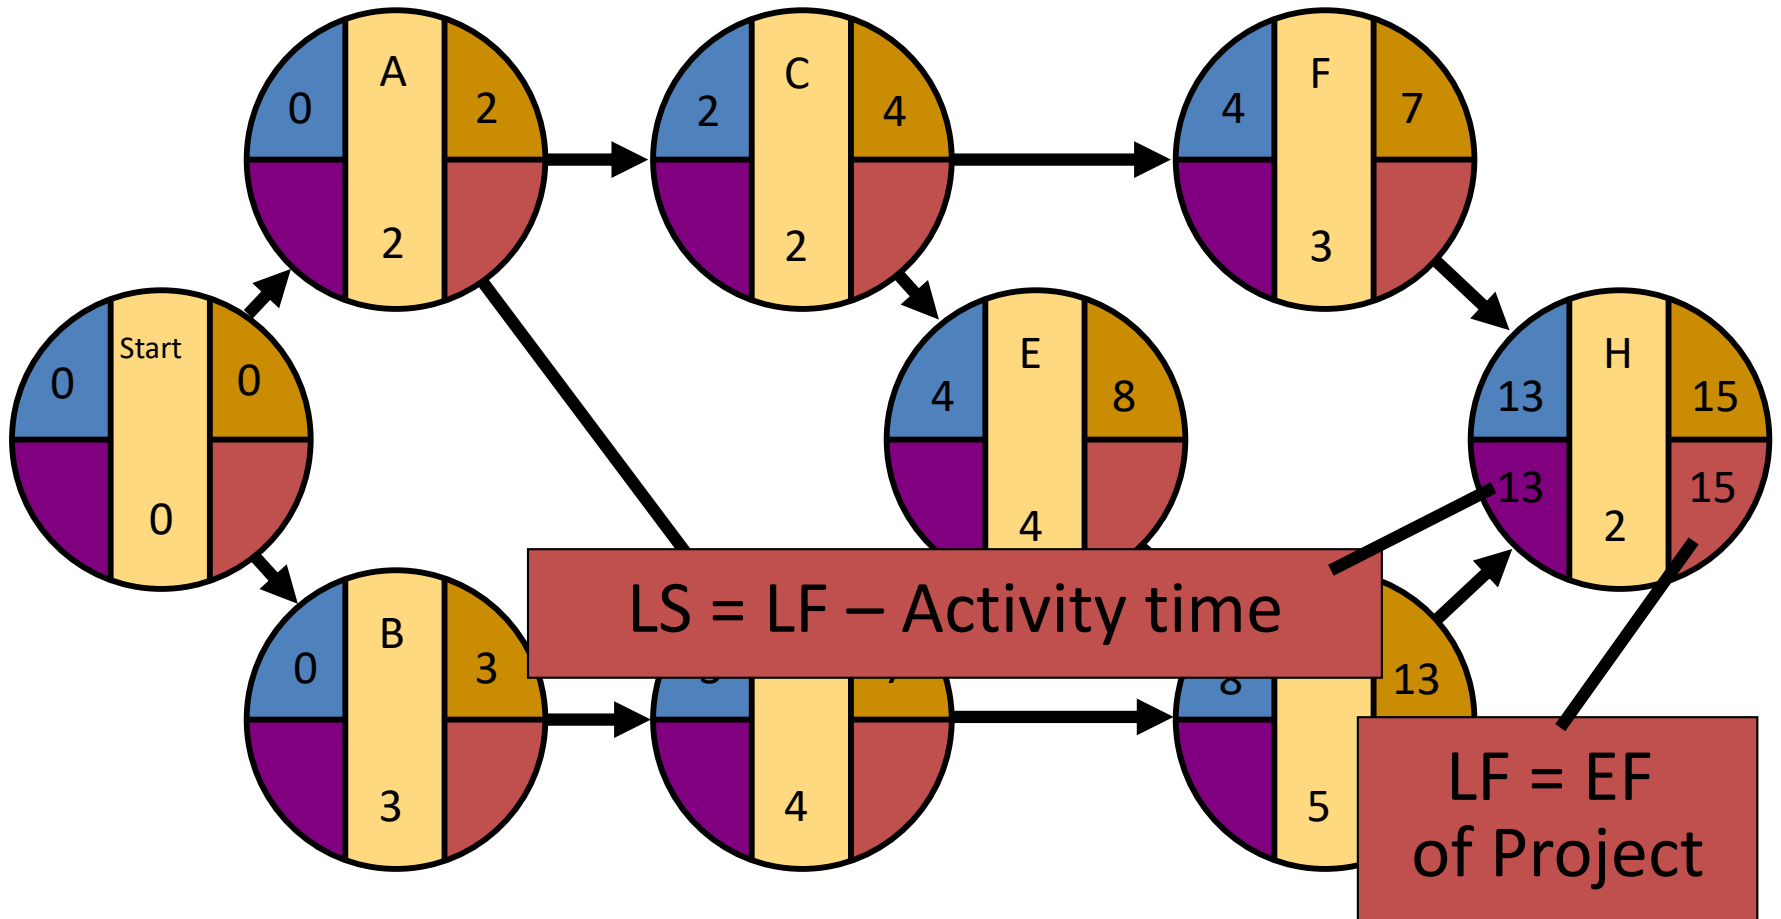 A
0 2
2
C
2 4
2
F
4 7
3
Start
0 0
0
E
4 8
4
H
13 15
13 15
2
LS = LF – Activity time
B
0 3
3
4
8 13
5
LF = EF
of Project